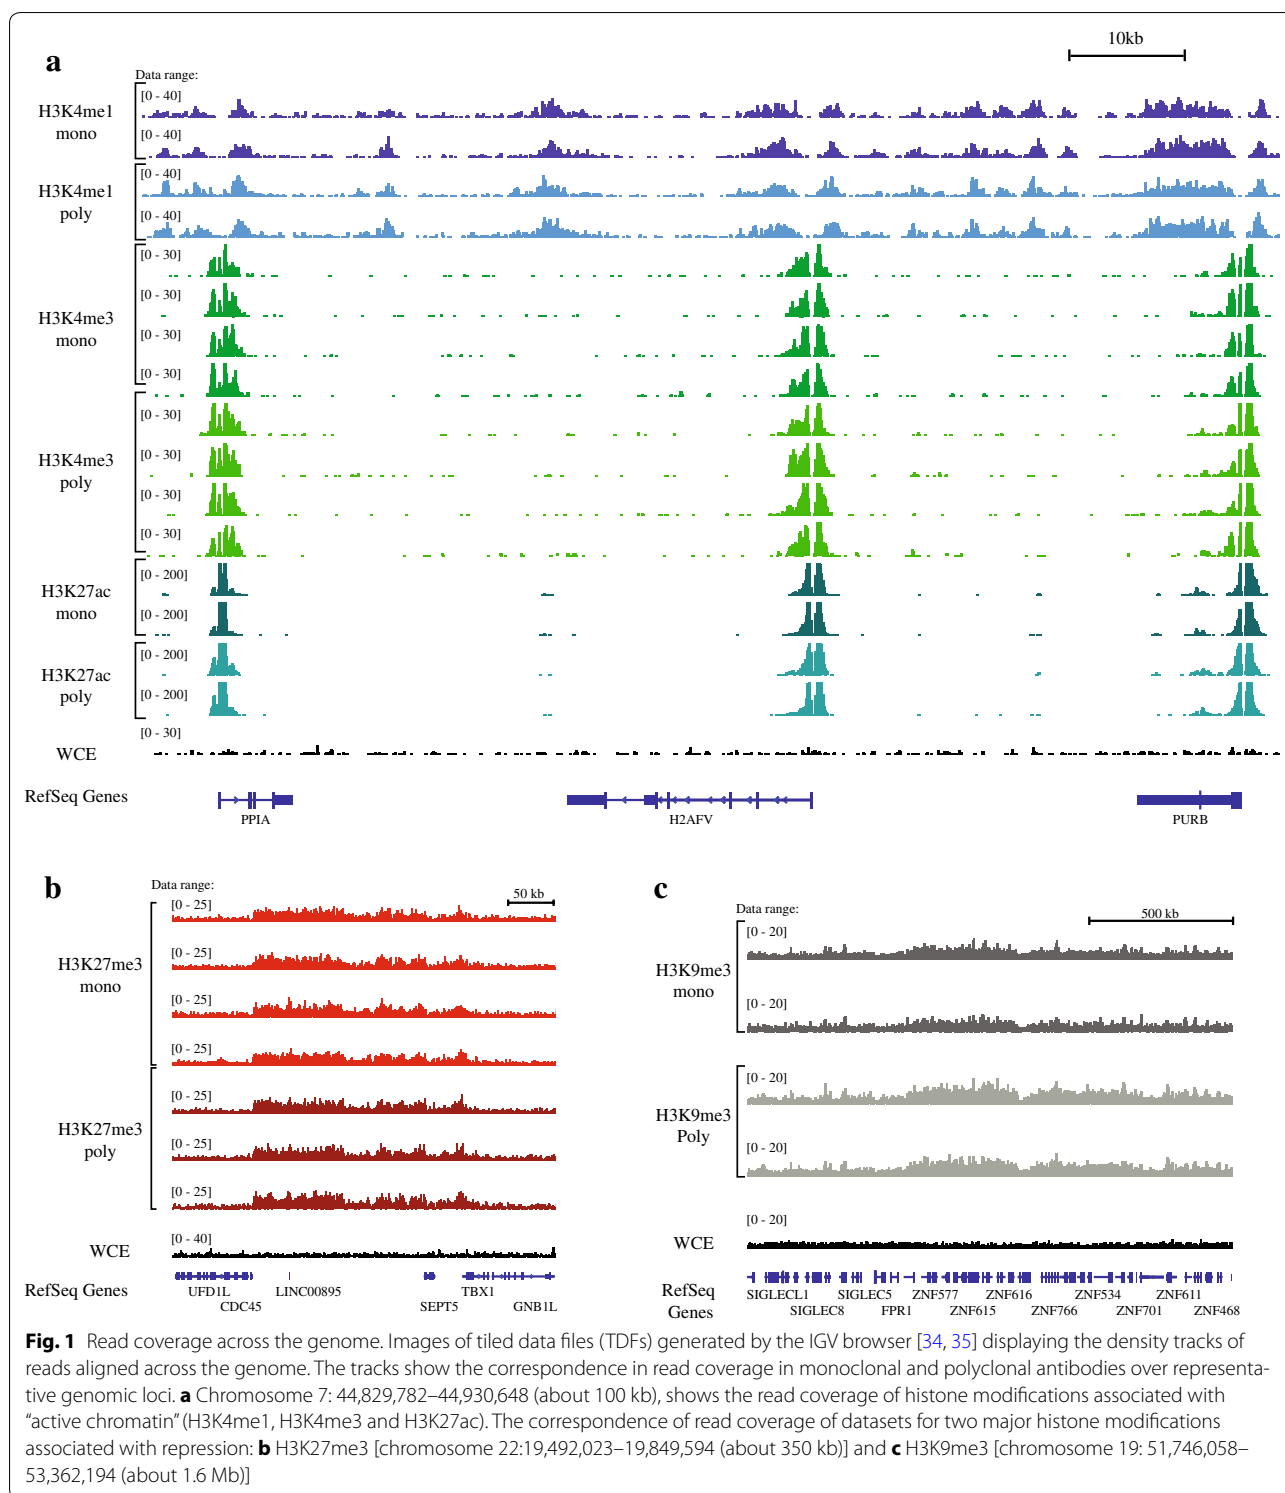 10kb
a
Data range:
H3K4me1
mono
[0 - 40]
[0 - 40]
H3K4me1
poly
[0 - 40]
[0 - 40]
H3K4me3
mono
[0 - 30]
[0 - 30]
[0 - 30]
[0 - 30]
H3K4me3
poly
[0 - 30]
[0 - 30]
[0 - 30]
[0 - 30]
H3K27ac
mono
[0 - 200]
[0 - 200]
H3K27ac
poly
[0 - 200]
[0 - 200]
[0 - 30]
WCE
RefSeq Genes
PPIA H2AFV PURB
b
Data range:
50 kb
H3K27me3
mono
[0 - 25]
[0 - 25]
[0 - 25]
[0 - 25]
H3K27me3
poly
[0 - 25]
[0 - 25]
[0 - 25]
[0 - 40]
WCE
RefSeq Genes
UFD1L LINC00895 TBX1
CDC45 SEPT5 GNB1L
c
Data range:
500 kb
H3K9me3
mono
[0 - 20]
[0 - 20]
H3K9me3
Poly
[0 - 20]
[0 - 20]
[0 - 20]
WCE
RefSeq
Genes
SIGLECL1 SIGLEC5 ZNF577 ZNF616 ZNF534 ZNF611
SIGLEC8 FPR1 ZNF615 ZNF766 ZNF701 ZNF468
Fig. 1 Read coverage across the genome. Images of tiled data files (TDFs) generated by the IGV browser [34, 35] displaying the density tracks of
reads aligned across the genome. The tracks show the correspondence in read coverage in monoclonal and polyclonal antibodies over representa-
tive genomic loci. a Chromosome 7: 44,829,782–44,930,648 (about 100 kb), shows the read coverage of histone modifications associated with
“active chromatin” (H3K4me1, H3K4me3 and H3K27ac). The correspondence of read coverage of datasets for two major histone modifications
associated with repression: b H3K27me3 [chromosome 22:19,492,023–19,849,594 (about 350 kb)] and c H3K9me3 [chromosome 19: 51,746,058–
53,362,194 (about 1.6 Mb)]